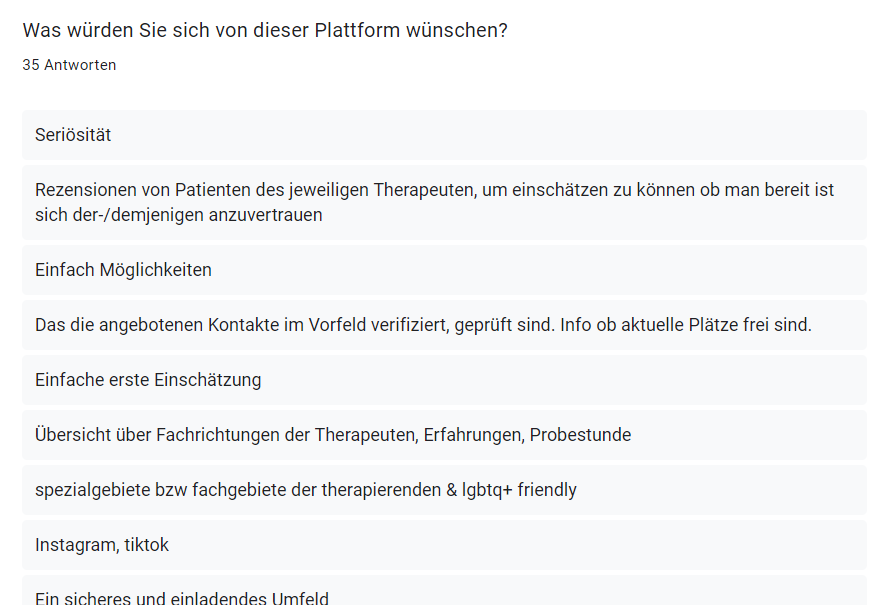 Was würden Sie sich von dieser Plattform wünschen?
35 Antworten
Seriösität
Rezensionen von Patienten des jeweiligen Therapeuten, um einschätzen zu können ob man bereit ist
sich der-/demjenigen anzuvertrauen
Einfach Möglichkeiten
Das die angebotenen Kontakte im Vorfeld verifiziert, geprüft sind. Info ob aktuelle Plätze frei sind.
Einfache erste Einschätzung
Übersicht über Fachrichtungen der Therapeuten, Erfahrungen, Probestunde
spezialgebiete bzw fachgebiete der therapierenden & lgbtq+ friendly
Instagram, tiktok
Ein sicheres und einladendes Umfeld